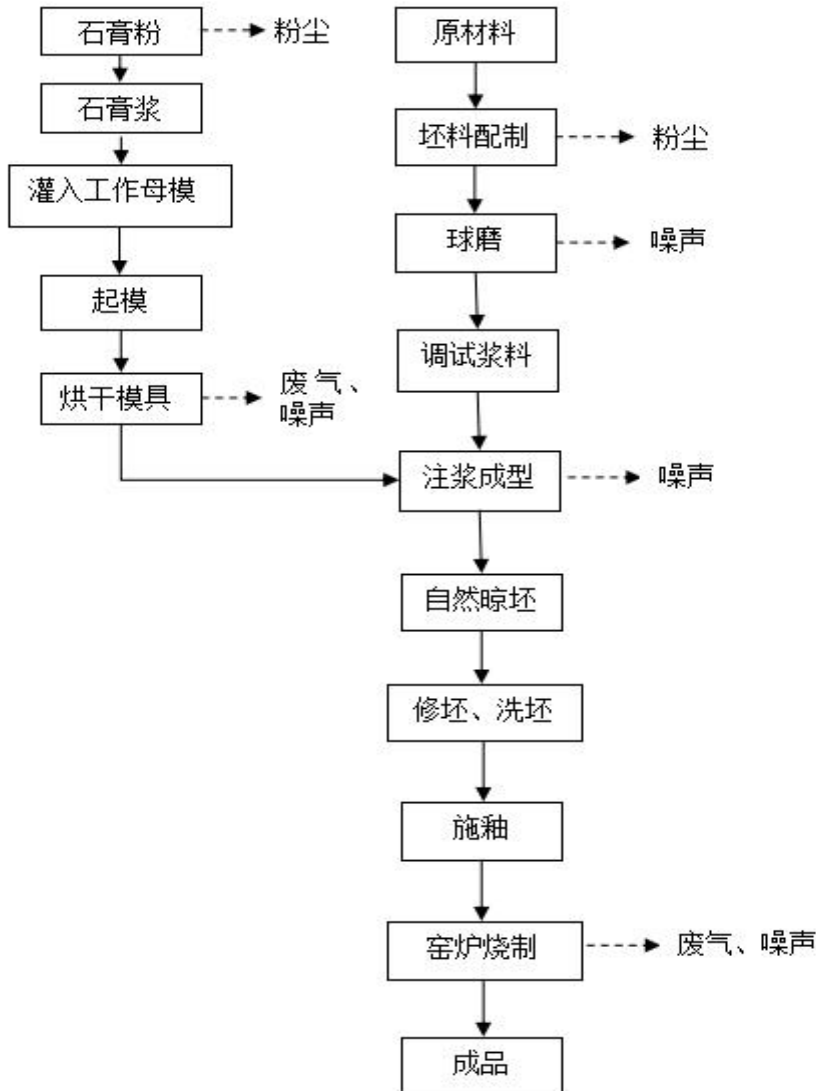 石膏粉
粉尘
石膏浆
灌入工作母模
起模
烘干模具
废气、
噪声
原材料
坯料配制
粉尘
球磨
噪声
调试浆料
注浆成型
噪声
自然晾坯
修坯、洗坯
施釉
窑炉烧制
废气、噪声
成品